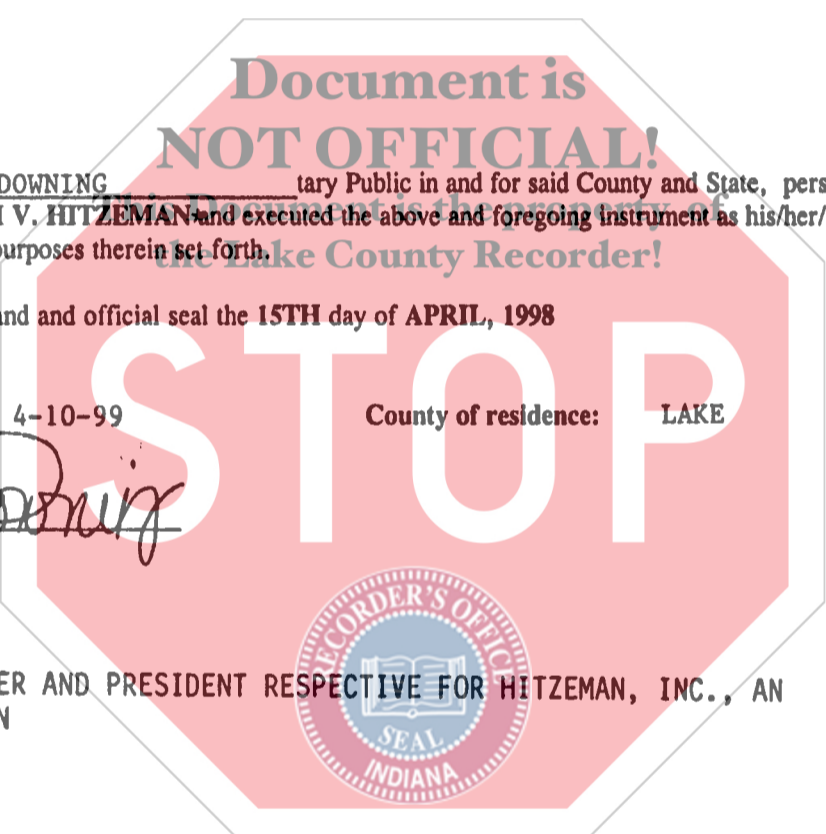 Document is
NOT OFFICIAL!
DOWNING tary Public in and for said County and State, pers
V. HITZEMAN and executed the above and foregoing instrument as his/her/
This Document is the property of
urposes therein set forth.
the Lake County Recorder!
and official seal the 15TH day of APRIL, 1998
STOP
4-10-99 County of residence: LAKE
RECORDER'S OFFICE
ER AND PRESIDENT RESPECTIVE FOR HITZEMAN, INC., AN
N
SEAL
INDIANA